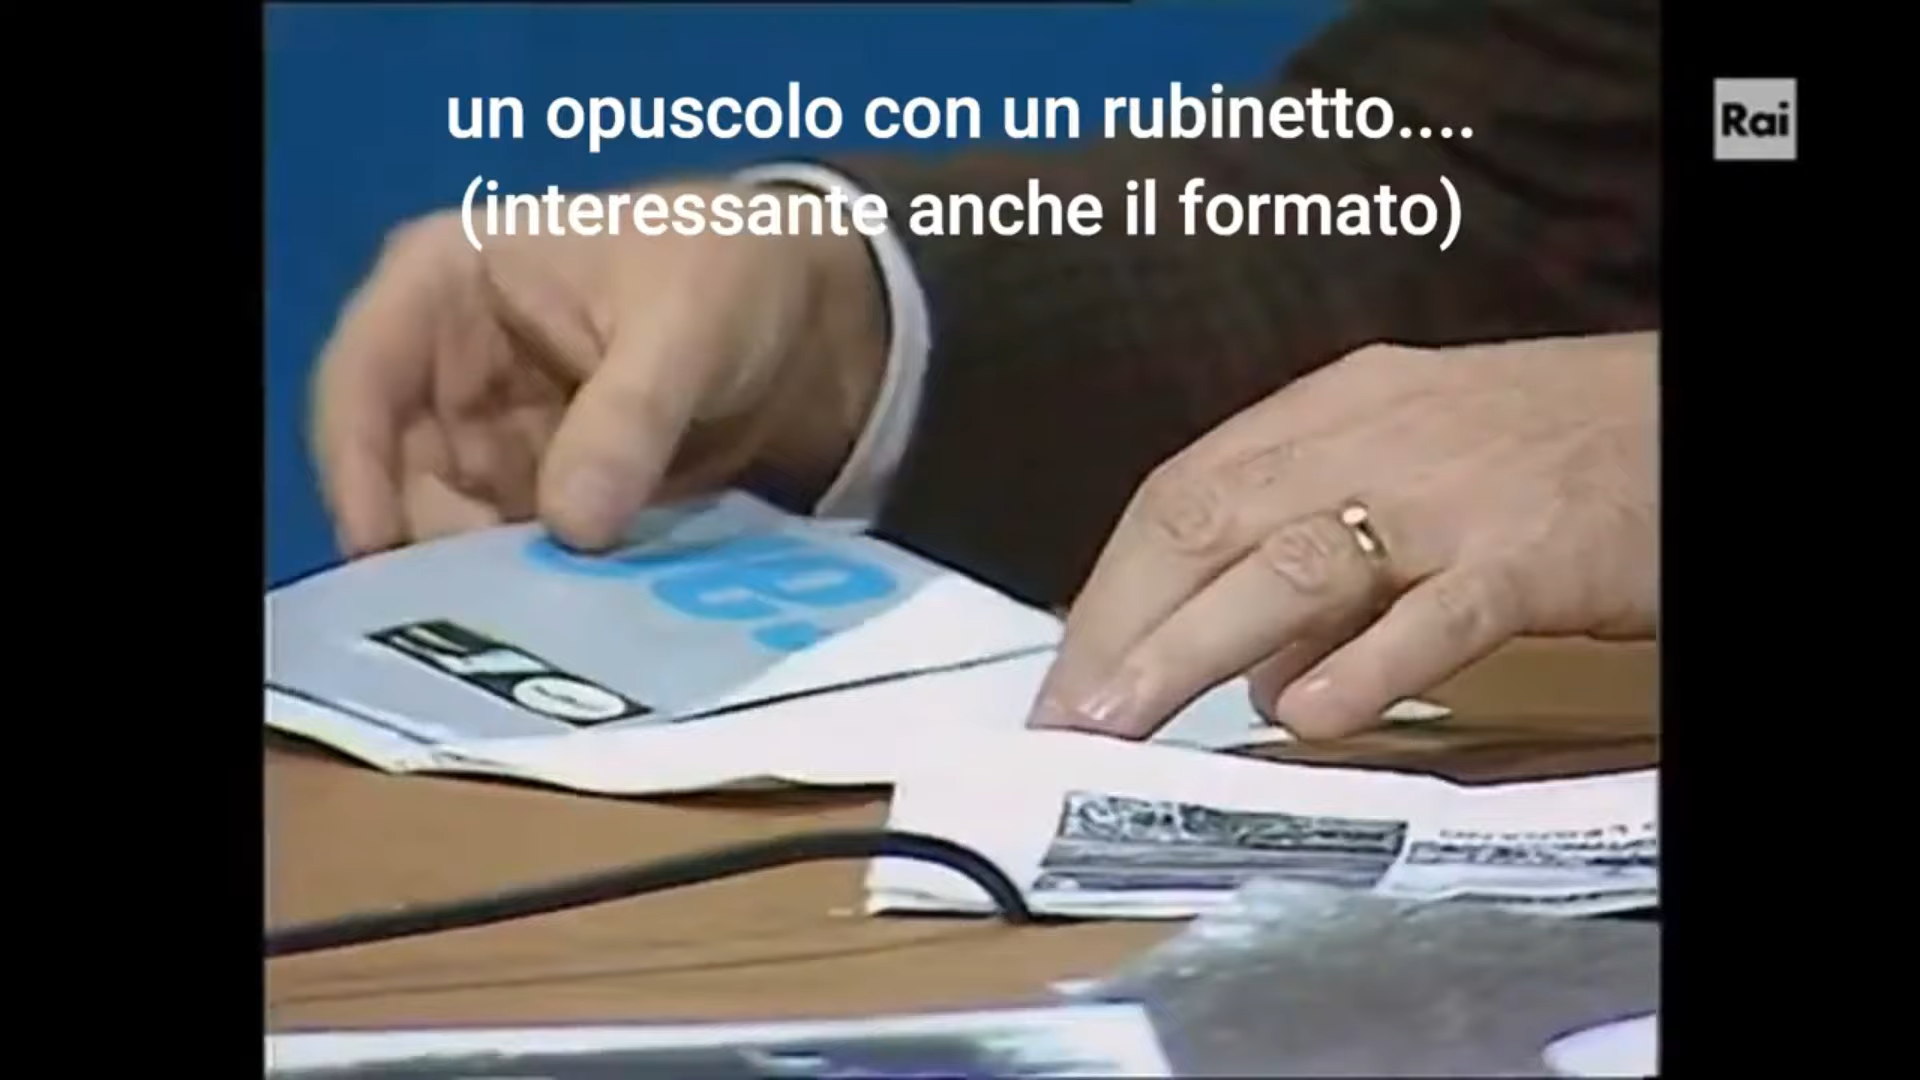 un opuscolo con un rubinetto....
(interessante anche il formato)
Rai